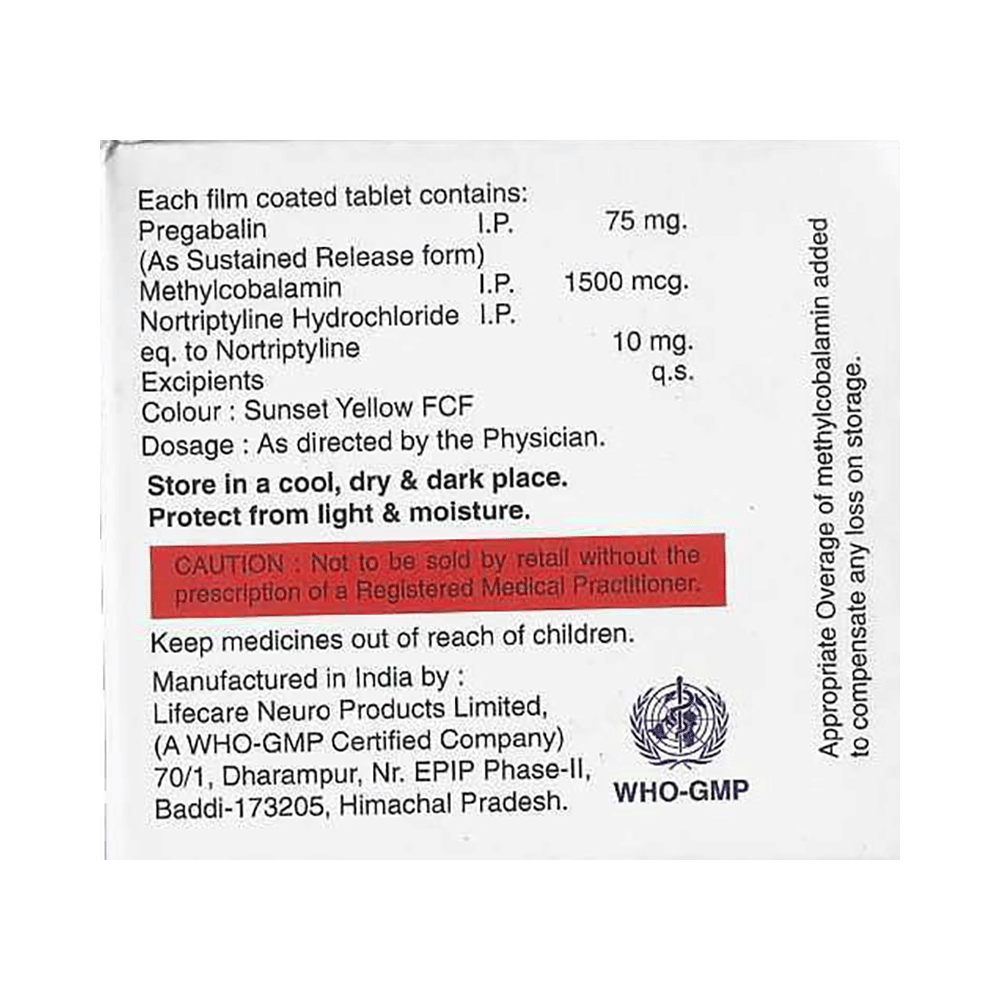 Each film coated tablet contains:
Pregabalin I.P. 75 mg.
(As Sustained Release form)
Methylcobalamin I.P. 1500 mcg.
Nortriptyline Hydrochloride I.P.
eq. to Nortriptyline 10 mg.
Excipients q.s.
Colour : Sunset Yellow FCF
Dosage : As directed by the Physician.
Store in a cool, dry & dark place.
Protect from light & moisture.
CAUTION : Not to be sold by retail without the
prescription of a Registered Medical Practitioner.
Keep medicines out of reach of children.
Manufactured in India by :
Lifecare Neuro Products Limited,
(A WHO-GMP Certified Company)
70/1, Dharampur, Nr. EPIP Phase-II,
Baddi-173205, Himachal Pradesh.
WHO-GMP
Appropriate Overage of methylcobalamin added
to compensate any loss on storage.